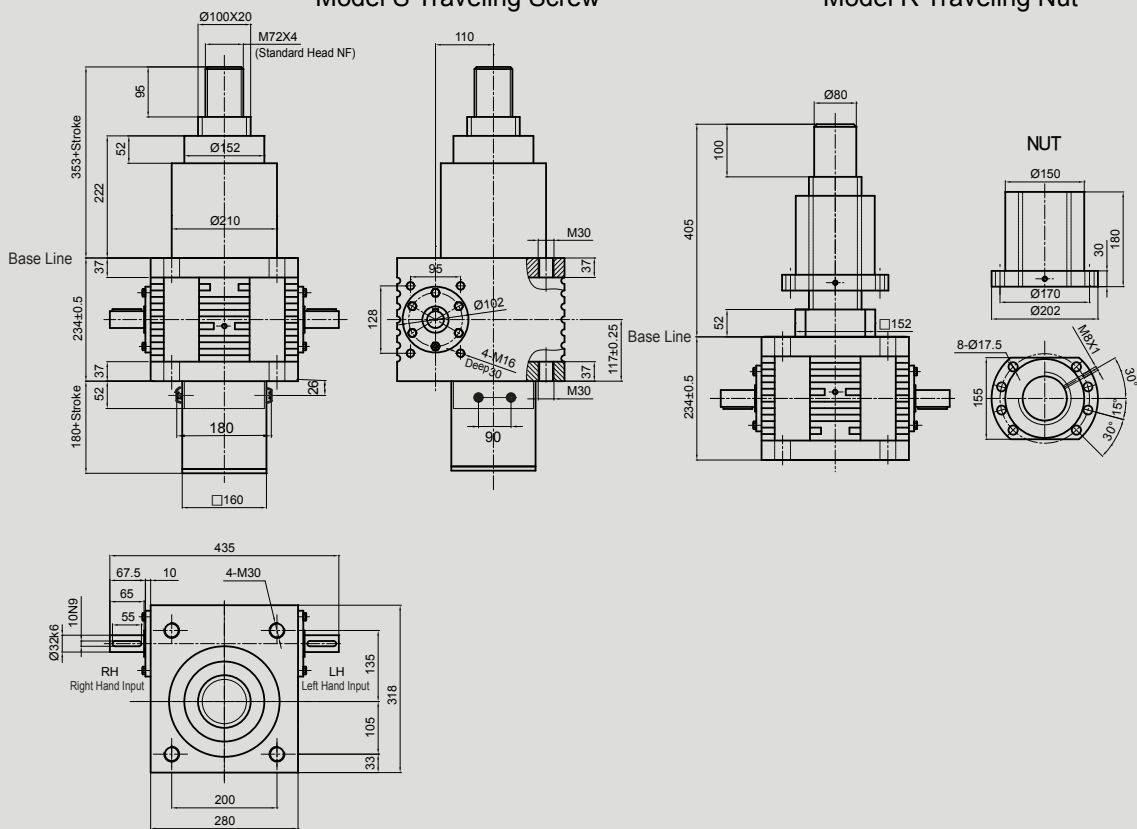 Model S Traveling Screw
Model R Traveling Nut
Ø100X20
M72X4
(Standard Head NF)
95
353+Stroke
52
Ø152
222
Ø210
Base Line
37
234±0.5
37
52
26
180+Stroke
180
□160
110
M30
95
37
Ø102
128
4-M16
Deep30
117±0.25
37
M30
90
Ø80
100
405
52
□152
Base Line
234±0.5
NUT
Ø150
30
180
Ø170
Ø202
8-Ø17.5
M8X1
30°
155
15°
30°
435
67.5
10
4-M30
65
55
10N9
Ø32k6
RH
Right Hand Input
LH
Left Hand Input
135
318
105
33
200
280